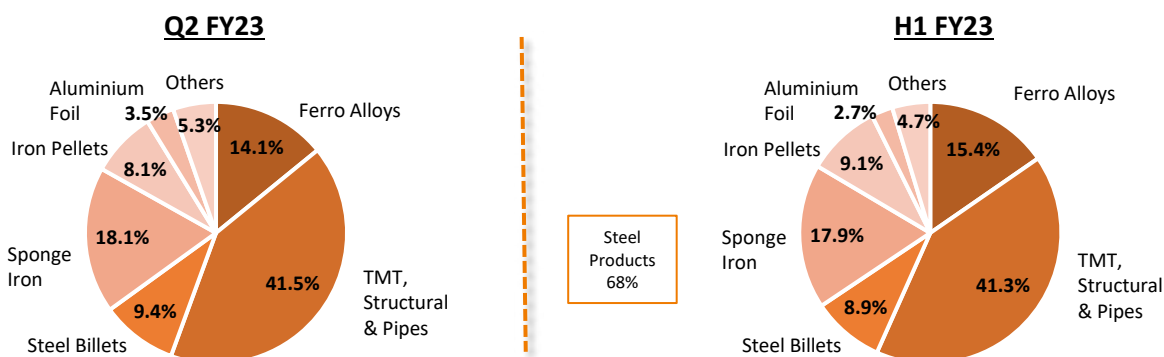 Q2 FY23
Aluminium
Foil
Others
3.5%
5.3%
Ferro Alloys
14.1%
Iron Pellets
8.1%
18.1%
Sponge
Iron
41.5%
TMT,
Structural
& Pipes
9.4%
Steel Billets
Steel
Products
68%
H1 FY23
Aluminium
Foil
Others
2.7%
4.7%
Ferro Alloys
15.4%
Iron Pellets
9.1%
17.9%
Sponge
Iron
41.3%
TMT,
Structural
& Pipes
8.9%
Steel Billets